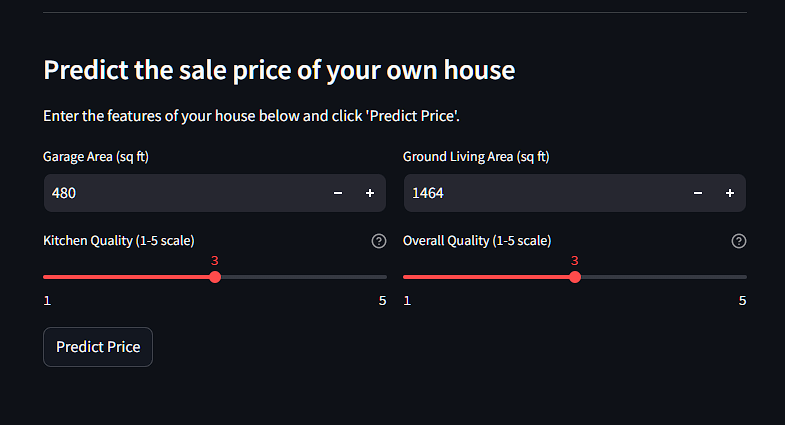 Predict the sale price of your own house
Enter the features of your house below and click 'Predict Price'.
Garage Area (sq ft)
Ground Living Area (sq ft)
480
1464
Kitchen Quality (1-5 scale)
Overall Quality (1-5 scale)
3
3
1
5
1
5
Predict Price